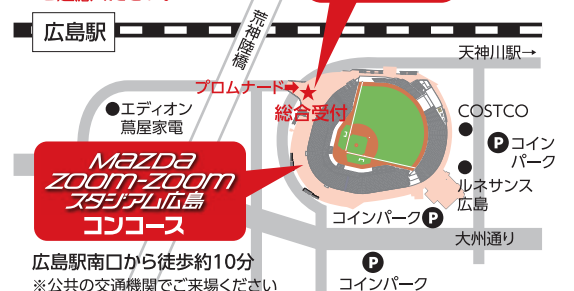 広島駅
荒神陸橋
天神川駅→
プロムナード
総合受付
エディオン
蔦屋家電
COSTCO
P
コイン
パーク
mazda
zoom-zoom
スタジアム広島
コンコース
ルネサンス
広島
コインパーク P
大州通り
広島駅南口から徒歩約10分
P
※公共の交通機関でご来場ください
コインパーク